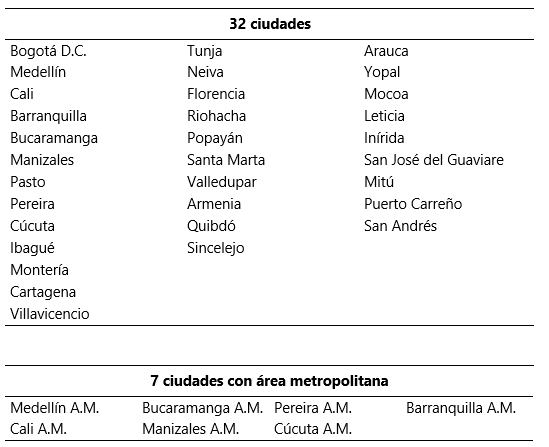 32 ciudades
Bogotá D.C. Tunja Arauca
Medellín Neiva Yopal
Cali Florencia Mocoa
Barranquilla Riohacha Leticia
Bucaramanga Popayán Inírida
Manizales Santa Marta San José del Guaviare
Pasto Valledupar Mitú
Pereira Armenia Puerto Carreño
Cúcuta Quibdó San Andrés
Ibagué Sincelejo
Montería
Cartagena
Villavicencio
7 ciudades con área metropolitana
Medellín A.M. Bucaramanga A.M. Pereira A.M. Barranquilla A.M.
Cali A.M. Manizales A.M. Cúcuta A.M.